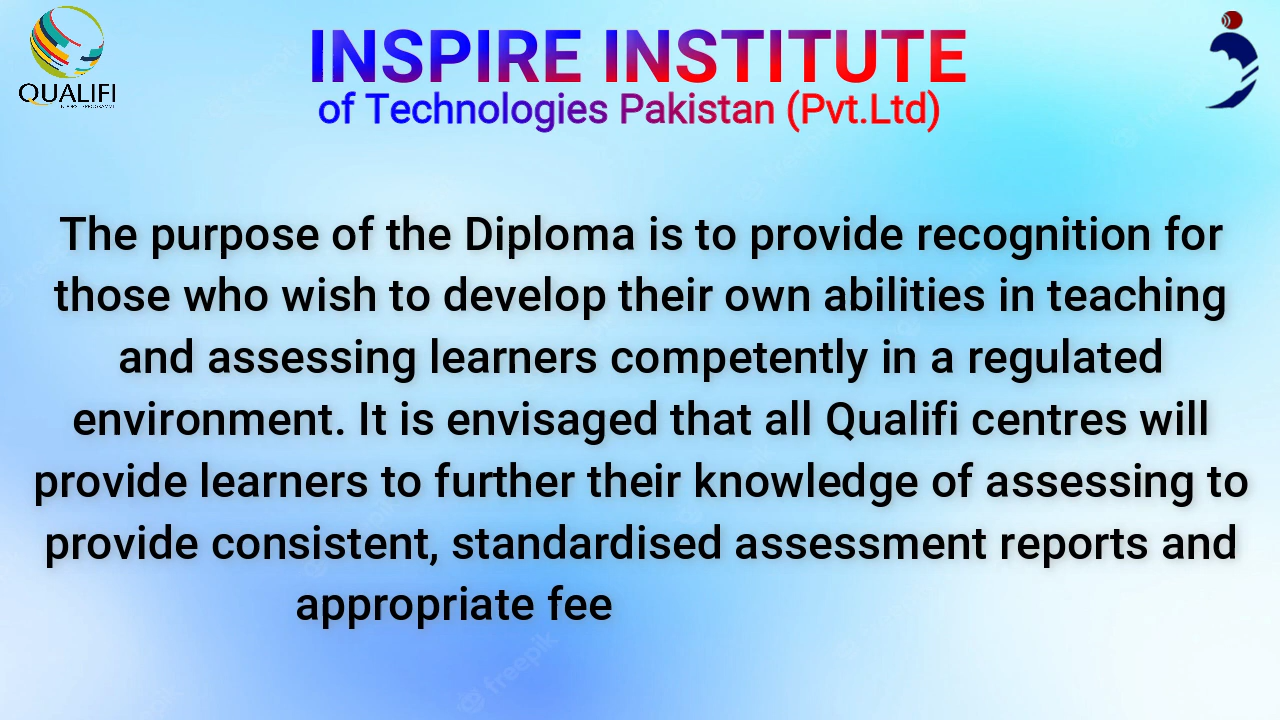 QUALIFI
INSPIRE INSTITUTE
of Technologies Pakistan (Pvt.Ltd)
The purpose of the Diploma is to provide recognition for
those who wish to develop their own abilities in teaching
and assessing learners competently in a regulated
environment. It is envisaged that all Qualifi centres will
provide learners to further their knowledge of assessing to
provide consistent, standardised assessment reports and
appropriate fee
freepik